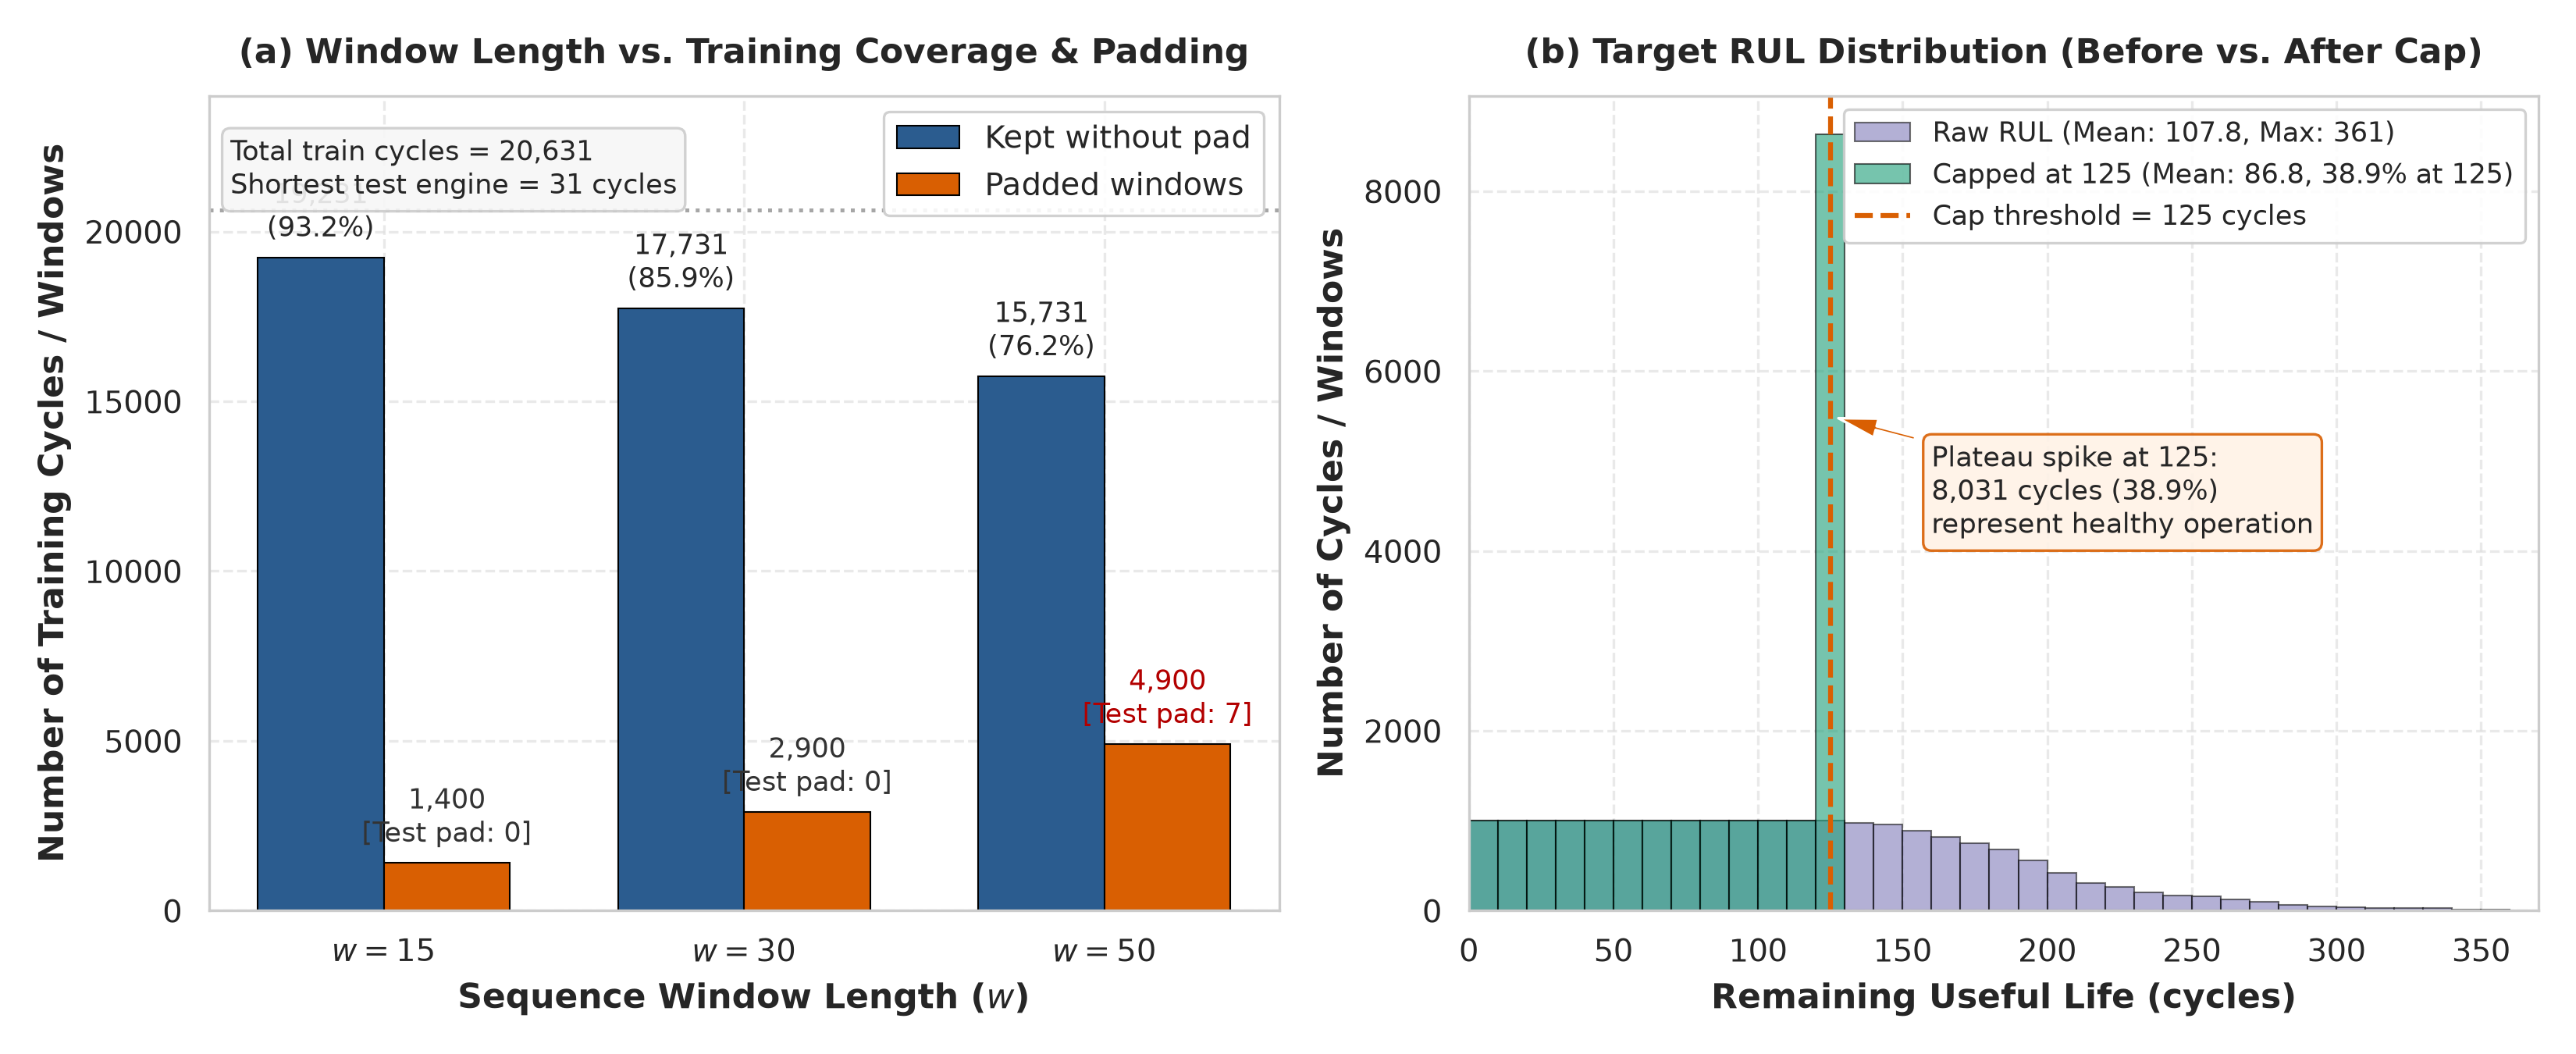 (a) Window Length vs. Training Coverage & Padding
Number of Training Cycles / Windows
20000
15000
10000
5000
0
Total train cycles = 20,631
Shortest test engine = 31 cycles
Kept without pad
Padded windows
19,231
(93.2%)
17,731
(85.9%)
15,731
(76.2%)
1,400
[Test pad: 0]
2,900
[Test pad: 0]
4,900
[Test pad: 7]
w = 15
w = 30
w = 50
Sequence Window Length (w)
(b) Target RUL Distribution (Before vs. After Cap)
Number of Cycles / Windows
8000
6000
4000
2000
0
Raw RUL (Mean: 107.8, Max: 361)
Capped at 125 (Mean: 86.8, 38.9% at 125)
Cap threshold = 125 cycles
Plateau spike at 125:
8,031 cycles (38.9%)
represent healthy operation
0
50
100
150
200
250
300
350
Remaining Useful Life (cycles)